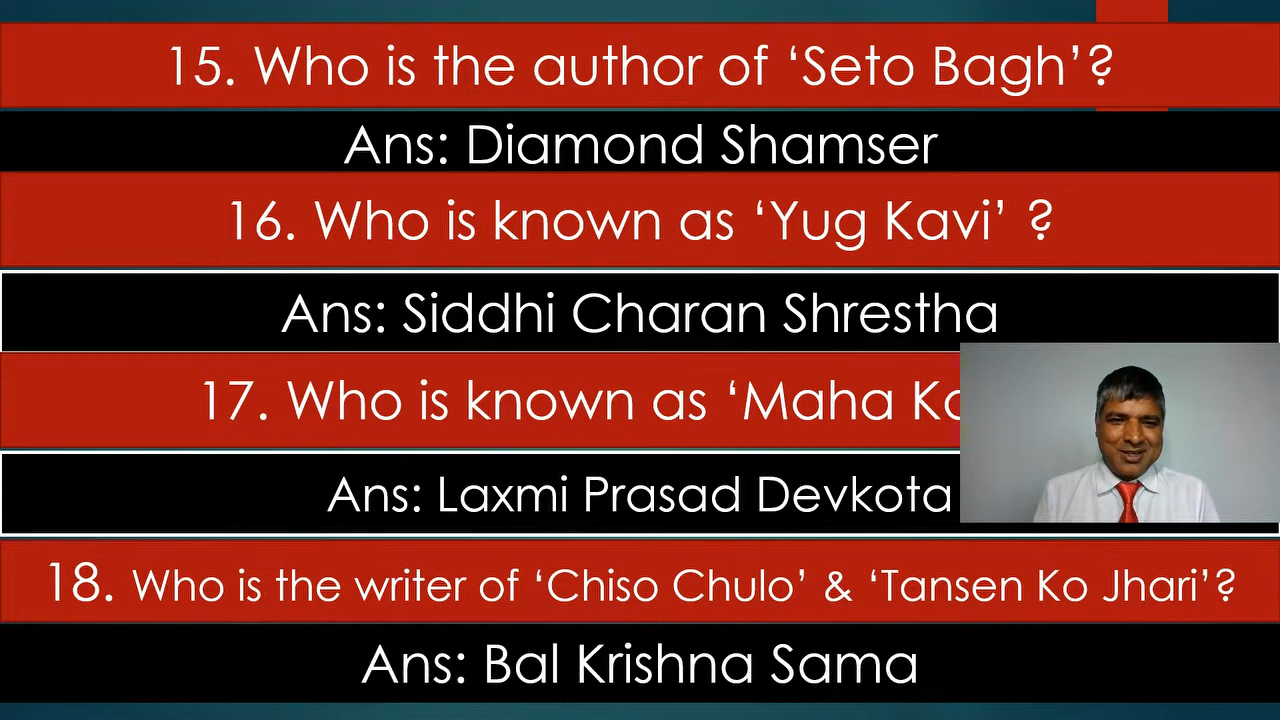 15. Who is the author of ‘Seto Bagh’?
Ans: Diamond Shamser
16. Who is known as ‘Yug Kavi’ ?
Ans: Siddhi Charan Shrestha
17. Who is known as ‘Maha
Ans: Laxmi Prasad Devkota
18. Who is the writer of ‘Chiso Chulo’ & ‘Tansen Ko Jhari’?
Ans: Bal Krishna Sama